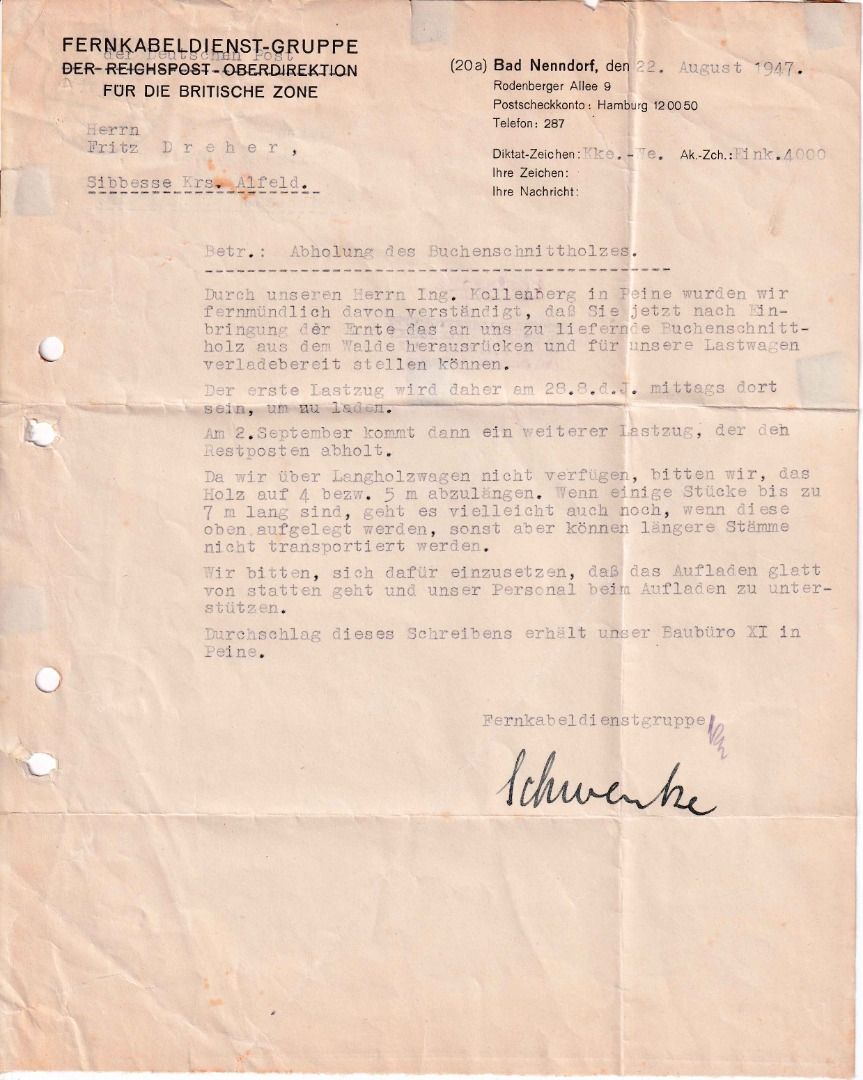 FERNKABELDIENST-GRUPPE
der Deutschen Post
DER REICHSPOST-OBERDIREKTION
FÜR DIE BRITISCHE ZONE
(20a) Bad Nenndorf, den 22. August 1947.
Rodenberger Allee 9
Postscheckkonto: Hamburg 120050
Telefon: 287
Herrn
Fritz Dreher,
Sibbesse Krs. Alfeld.
Diktat-Zeichen: Kke.-We. Ak.-Zch.: Eink.4000
Ihre Zeichen:
Ihre Nachricht:
Betr.: Abholung des Buchenschnittholzes.
Durch unseren Herrn Ing. Kollenberg in Peine wurden wir
fernmündlich davon verständigt, daß Sie jetzt nach Ein-
bringung der Ernte das an uns zu liefernde Buchenschnitt-
holz aus dem Walde herausrücken und für unsere Lastwagen
verladebereit stellen können.
Der erste Lastzug wird daher am 28.8.d.J. mittags dort
sein, um nu laden.
Am 2.September kommt dann ein weiterer Lastzug, der den
Restposten abholt.
Da wir über Langholzwagen nicht verfügen, bitten wir, das
Holz auf 4 bezw. 5 m abzulängen. Wenn einige Stücke bis zu
7 m lang sind, geht es vielleicht auch noch, wenn diese
oben aufgelegt werden, sonst aber können längere Stämme
nicht transportiert werden.
Wir bitten, sich dafür einzusetzen, daß das Aufladen glatt
von statten geht und unser Personal beim Aufladen zu unter-
stützen.
Durchschlag dieses Schreibens erhält unser Baubüro XI in
Peine.
Fernkabeldienstgruppe
Schwenke